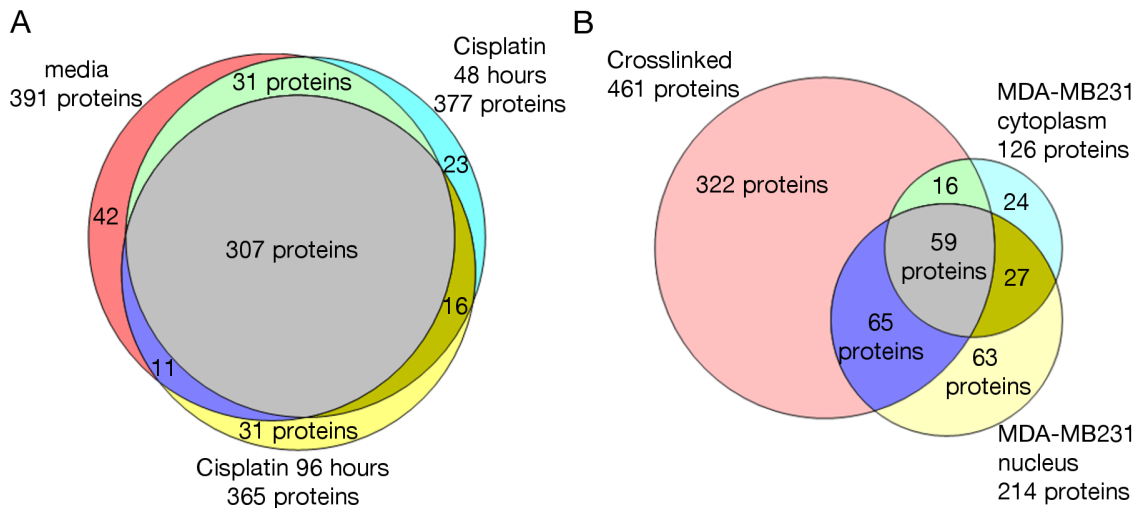 A
media
391 proteins
31 proteins
Cisplatin
48 hours
377 proteins
23
42
307 proteins
16
11
31 proteins
Cisplatin 96 hours
365 proteins
B
Crosslinked
461 proteins
MDA-MB231
cytoplasm
126 proteins
322 proteins
16
24
59
proteins
27
65
proteins
63
proteins
MDA-MB231
nucleus
214 proteins